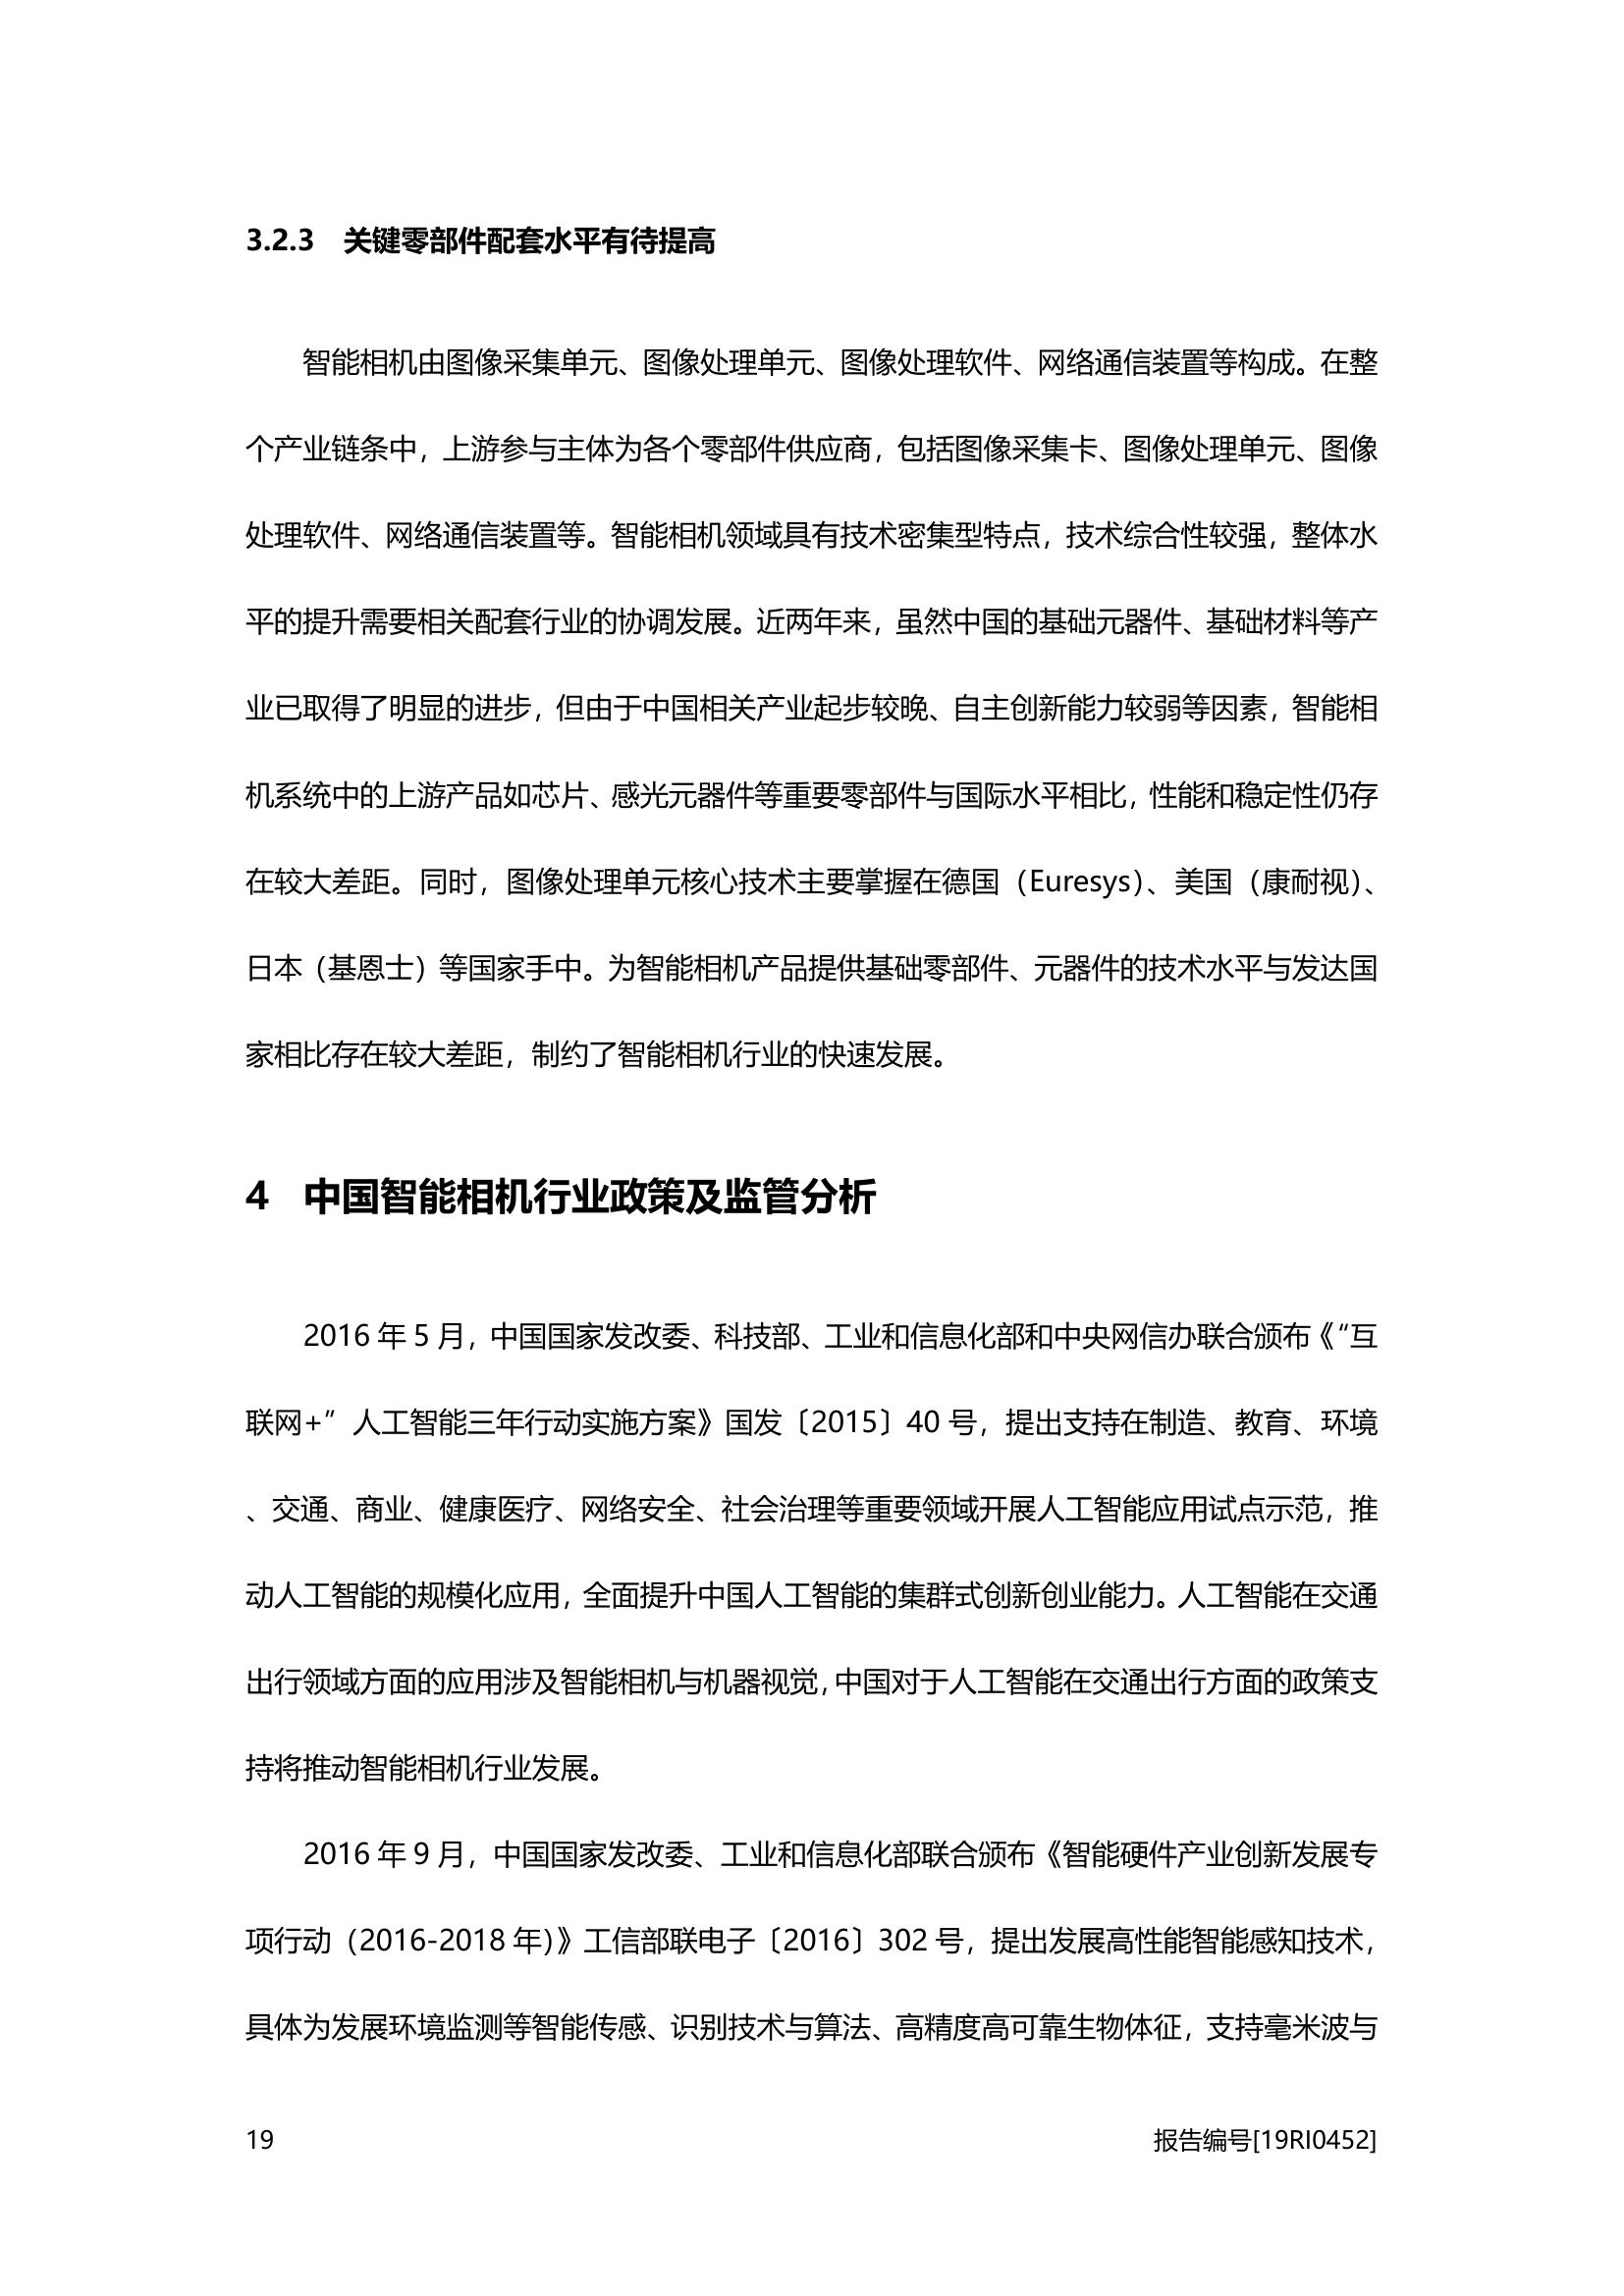 3.2.3 关键零部件配套水平有待提高
智能相机由图像采集单元、图像处理单元、图像处理软件、网络通信装置等构成。在整
个产业链条中，上游参与主体为各个零部件供应商，包括图像采集卡、图像处理单元、图像
处理软件、网络通信装置等。智能相机领域具有技术密集型特点，技术综合性较强，整体水
平的提升需要相关配套行业的协调发展。近两年来，虽然中国的基础元器件、基础材料等产
业已取得了明显的进步，但由于中国相关产业起步较晚、自主创新能力较弱等因素，智能相
机系统中的上游产品如芯片、感光元器件等重要零部件与国际水平相比，性能和稳定性仍存
在较大差距。同时，图像处理单元核心技术主要掌握在德国（Euresys）、美国（康耐视）、
日本（基恩士）等国家手中。为智能相机产品提供基础零部件、元器件的技术水平与发达国
家相比存在较大差距，制约了智能相机行业的快速发展。
4 中国智能相机行业政策及监管分析
2016 年 5 月，中国国家发改委、科技部、工业和信息化部和中央网信办联合颁布《“互
联网+”人工智能三年行动实施方案》国发〔2015〕40 号，提出支持在制造、教育、环境
、交通、商业、健康医疗、网络安全、社会治理等重要领域开展人工智能应用试点示范，推
动人工智能的规模化应用，全面提升中国人工智能的集群式创新创业能力。人工智能在交通
出行领域方面的应用涉及智能相机与机器视觉，中国对于人工智能在交通出行方面的政策支
持将推动智能相机行业发展。
2016 年 9 月，中国国家发改委、工业和信息化部联合颁布《智能硬件产业创新发展专
项行动（2016-2018 年）》工信部联电子〔2016〕302 号，提出发展高性能智能感知技术，
具体为发展环境监测等智能传感、识别技术与算法、高精度高可靠生物体征，支持毫米波与
19 报告编号[19RI0452]